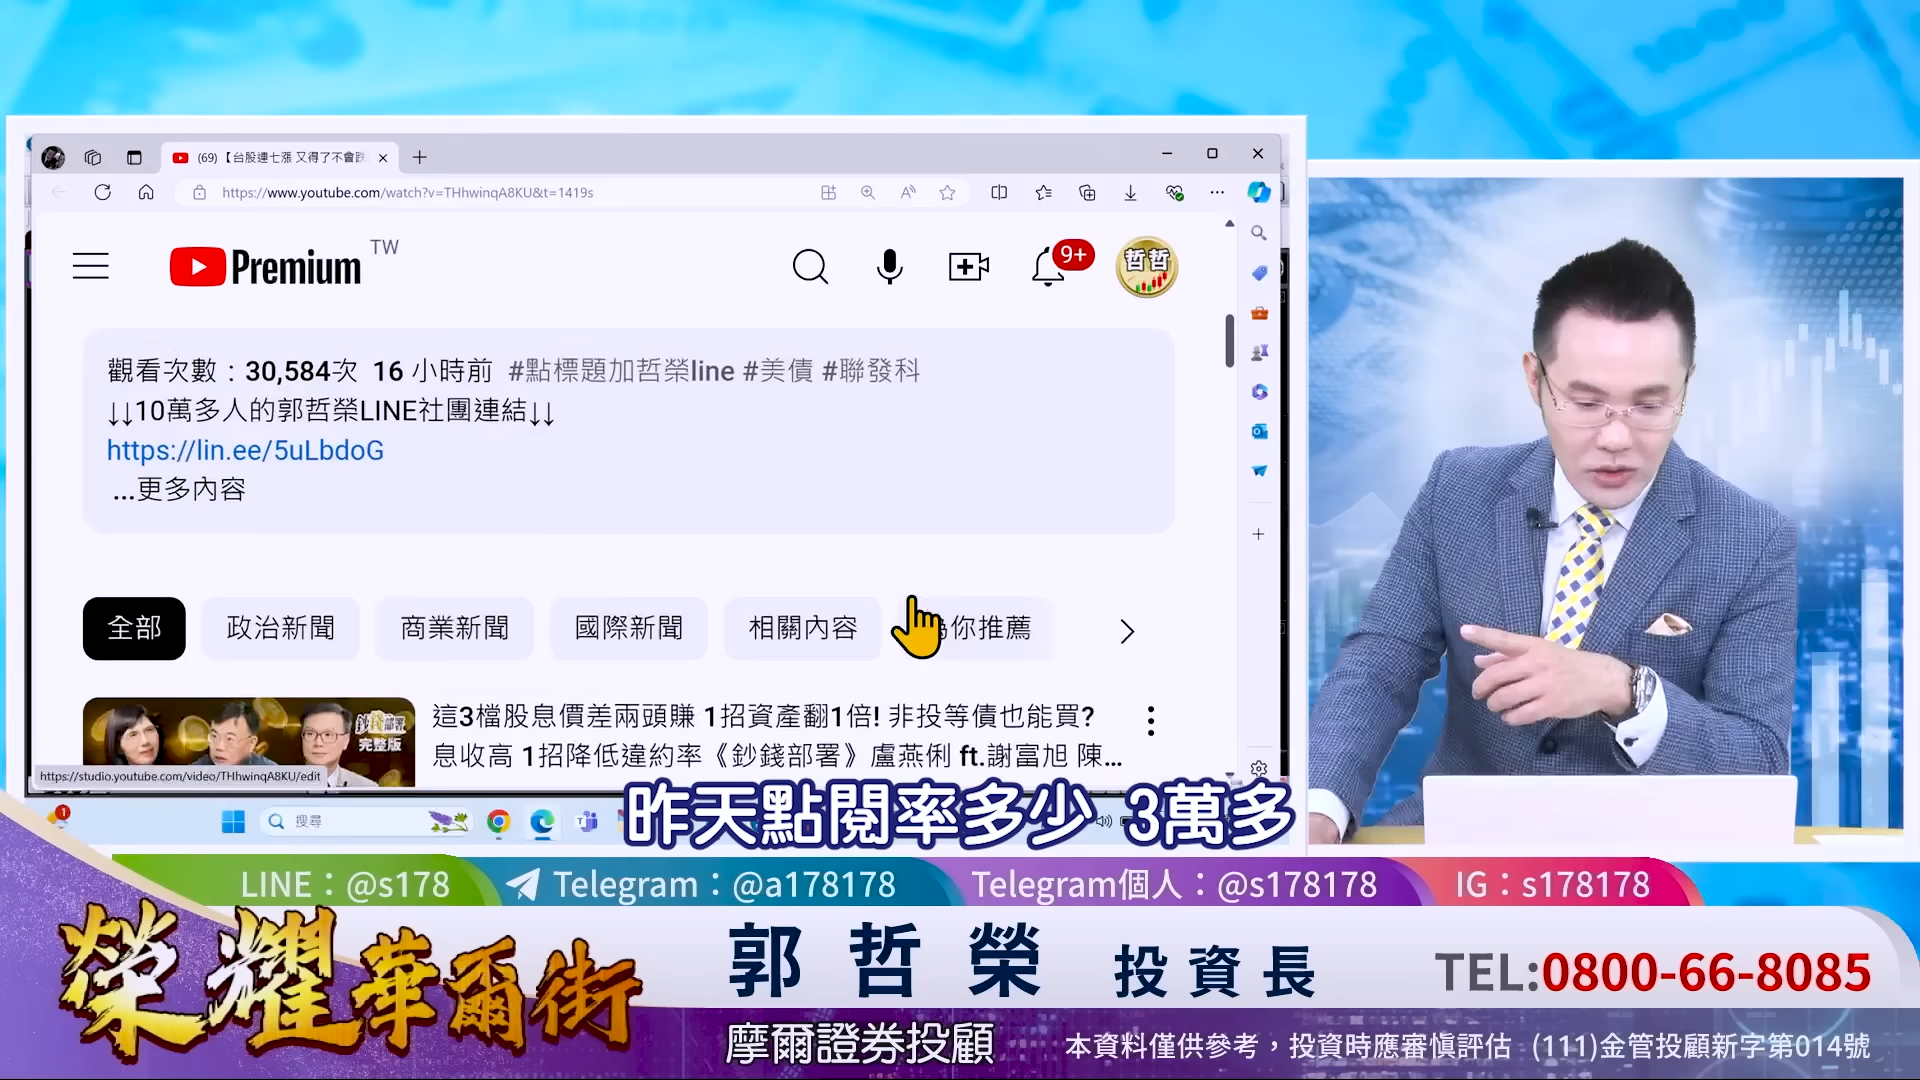 (69)【台股連七漲 又得了不會跌
https://www.youtube.com/watch?v=THhwinqA8KU&t=1419s
Premium TW
9+
哲哲
觀看次數：30,584次 16 小時前 #點標題加哲榮line #美債 #聯發科
↓↓10萬多人的郭哲榮LINE社團連結↓↓
https://lin.ee/5uLbdoG
...更多內容
全部 政治新聞 商業新聞 國際新聞 相關內容 為你推薦
這3檔股息價差兩頭賺 1招資產翻1倍! 非投等債也能買?
息收高 1招降低違約率《鈔錢部署》盧燕俐 ft.謝富旭 陳...
鈔錢部署
完整版
https://studio.youtube.com/video/THhwinqA8KU/edit
1
搜尋
昨天點閱率多少 3萬多
LINE：@s178 Telegram：@a178178 Telegram個人：@s178178 IG：s178178
榮耀華爾街
郭哲榮 投資長 TEL:0800-66-8085
摩爾證券投顧 本資料僅供參考，投資時應審慎評估 (111)金管投顧新字第014號